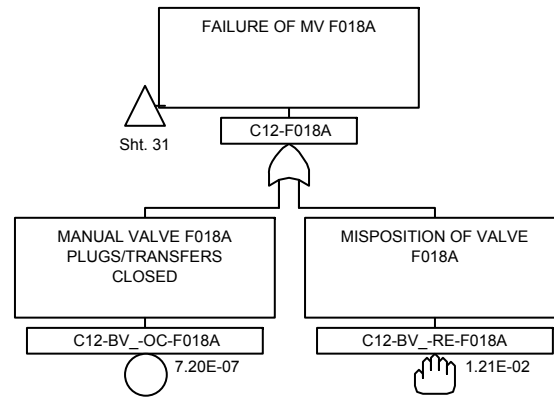 FAILURE OF MV F018A
Sht. 31
C12-F018A
MANUAL VALVE F018A
PLUGS/TRANSFERS
CLOSED
C12-BV_-OC-F018A
7.20E-07
MISPOSITION OF VALVE
F018A
C12-BV_-RE-F018A
1.21E-02